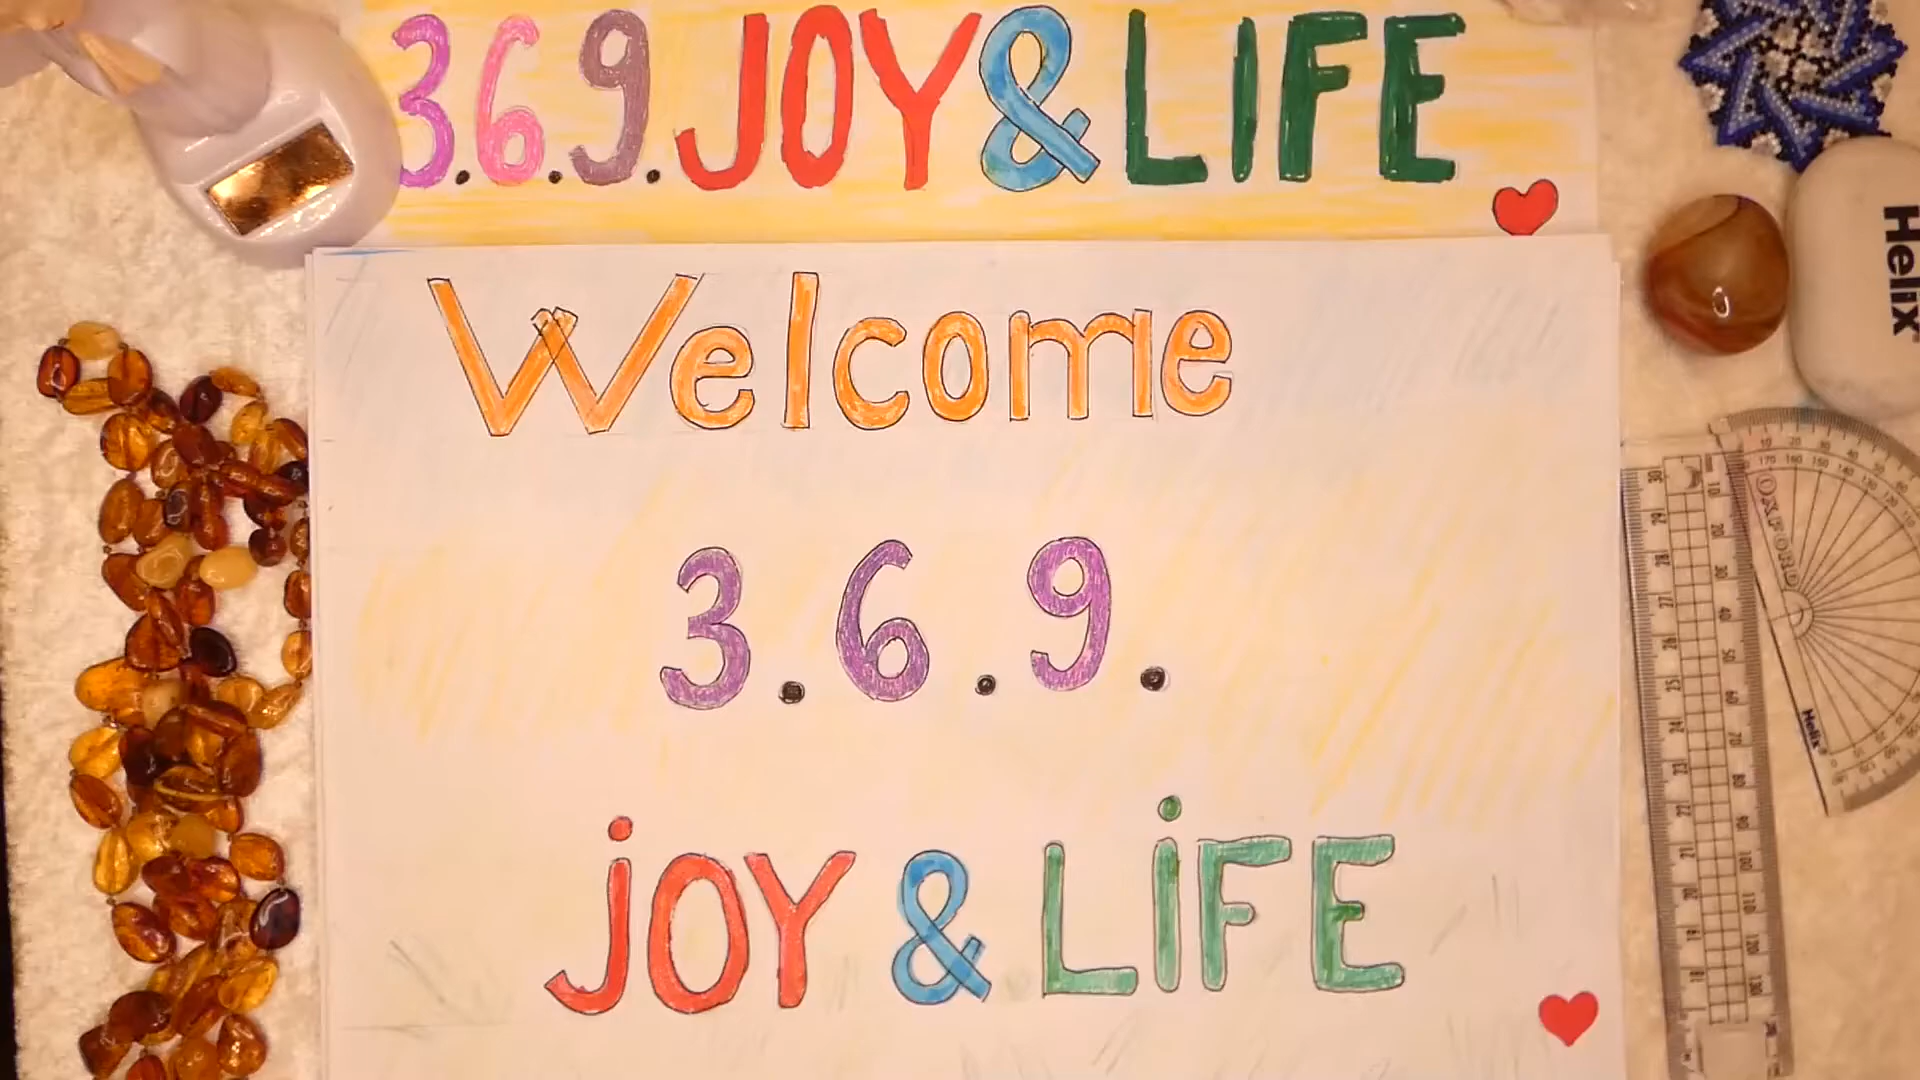 3.6.9. JOY & LIFE
Welcome
3.6.9.
JOY & LIFE
Helix
OXFORD
Helix